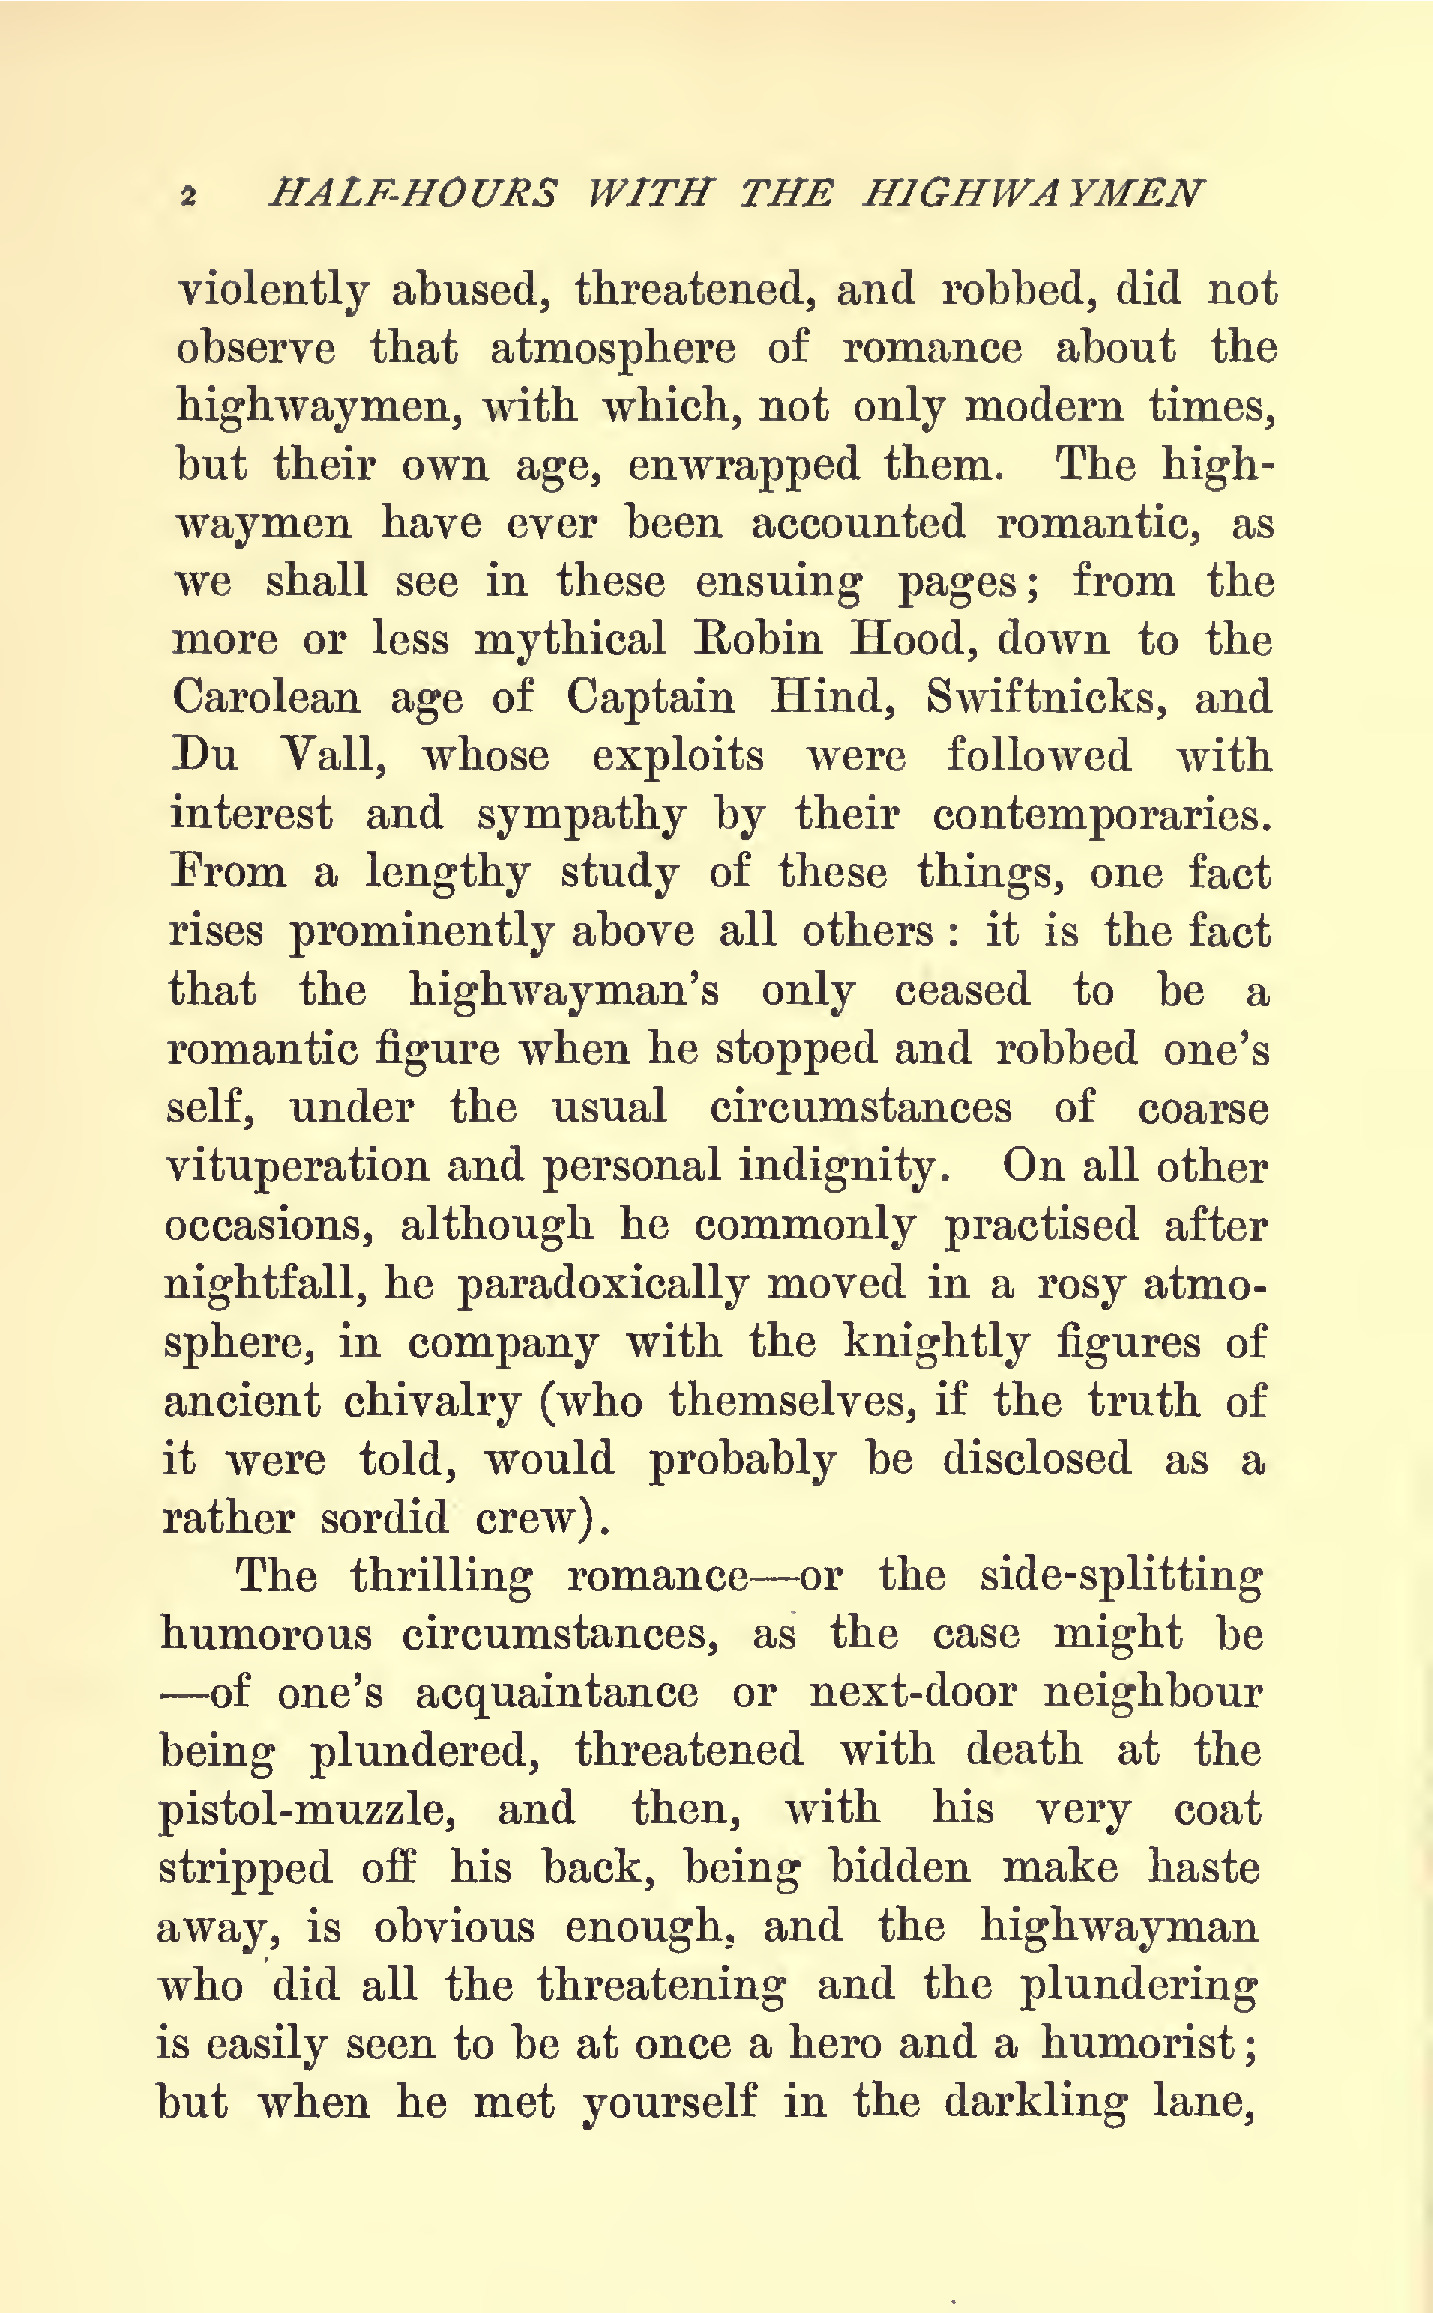 2 HALF-HOURS WITH THE HIGHWAYMEN
violently abused, threatened, and robbed, did not
observe that atmosphere of romance about the
highwaymen, with which, not only modern times,
but their own age, enwrapped them. The high-
waymen have ever been accounted romantic, as
we shall see in these ensuing pages; from the
more or less mythical Robin Hood, down to the
Carolean age of Captain Hind, Swiftnicks, and
Du Vall, whose exploits were followed with
interest and sympathy by their contemporaries.
From a lengthy study of these things, one fact
rises prominently above all others : it is the fact
that the highwayman's only ceased to be a
romantic figure when he stopped and robbed one's
self, under the usual circumstances of coarse
vituperation and personal indignity. On all other
occasions, although he commonly practised after
nightfall, he paradoxically moved in a rosy atmo-
sphere, in company with the knightly figures of
ancient chivalry (who themselves, if the truth of
it were told, would probably be disclosed as a
rather sordid crew).
The thrilling romance—or the side-splitting
humorous circumstances, as the case might be
—of one's acquaintance or next-door neighbour
being plundered, threatened with death at the
pistol-muzzle, and then, with his very coat
stripped off his back, being bidden make haste
away, is obvious enough, and the highwayman
who did all the threatening and the plundering
is easily seen to be at once a hero and a humorist;
but when he met yourself in the darkling lane,